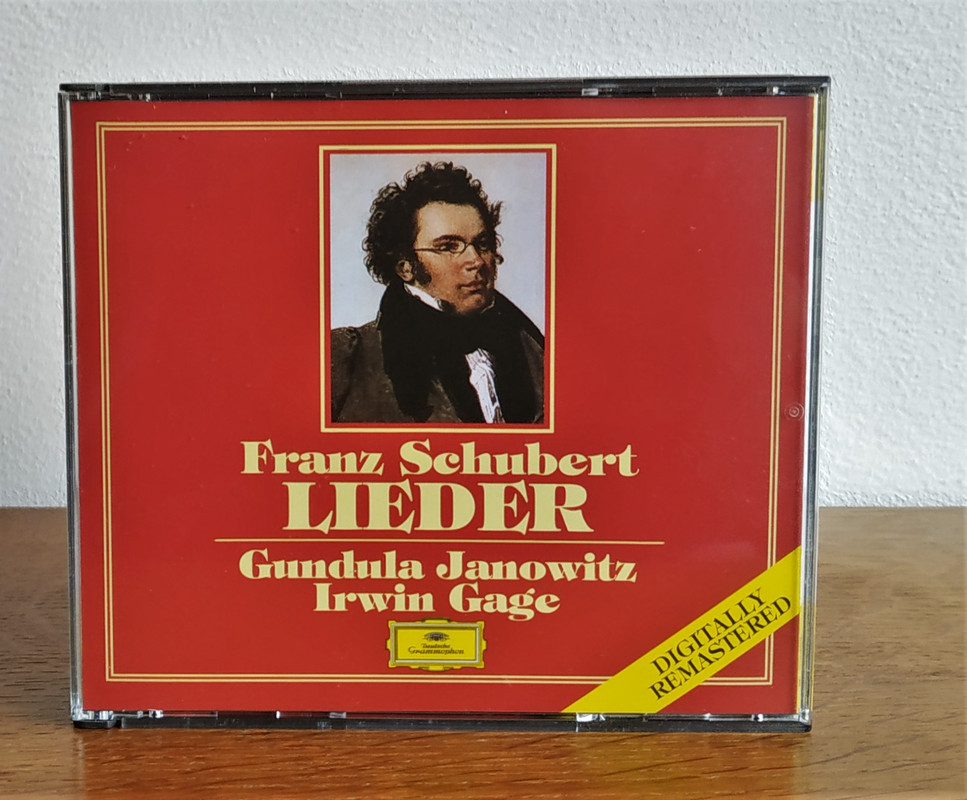 Franz Schubert
LIEDER
Gundula Janowitz
Irwin Gage
Deutsche
Grammophon
DIGITALLY
REMASTERED